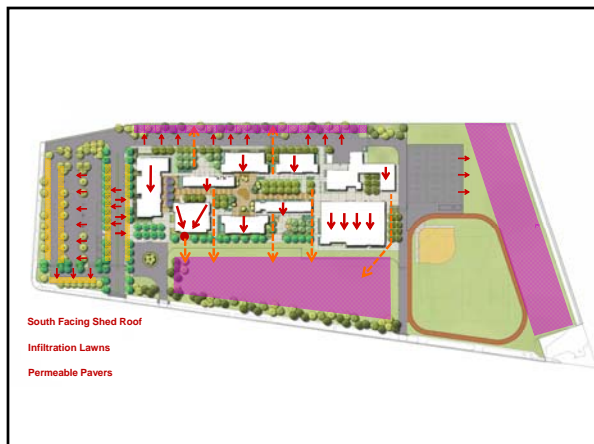 South Facing Shed Roof
Infiltration Lawns
Permeable Pavers